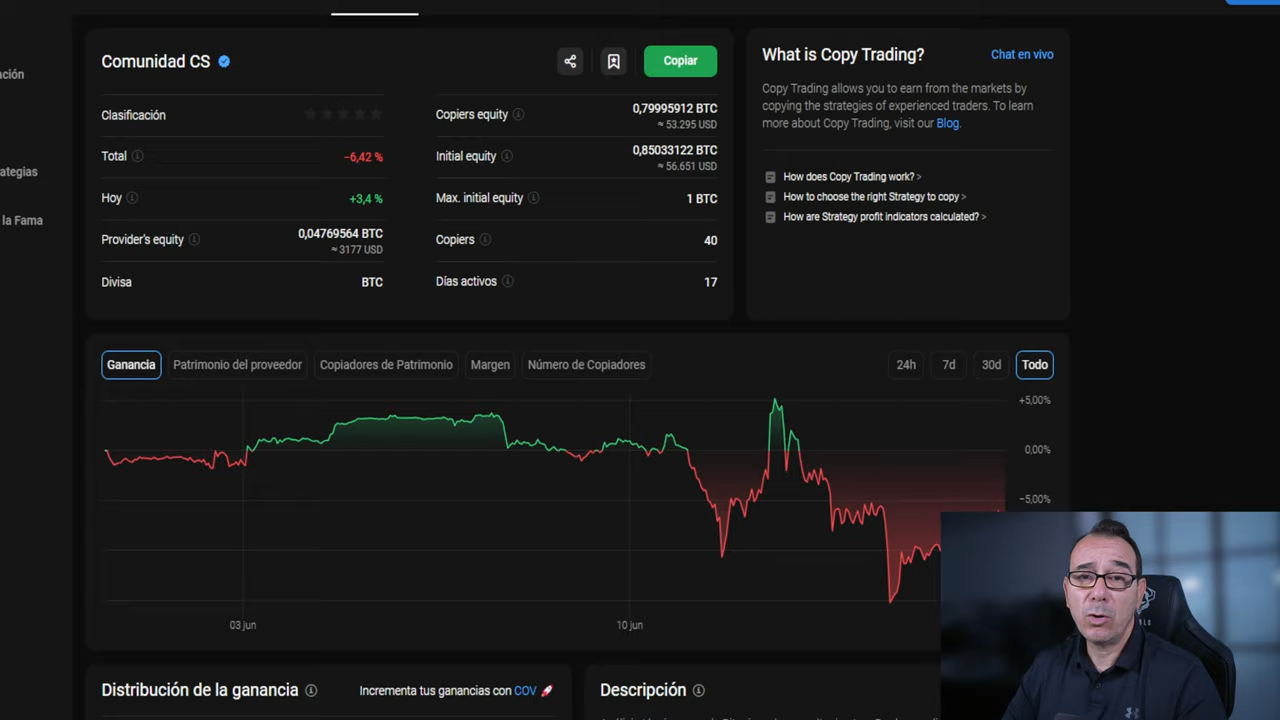 ación
ategias
la Fama
Comunidad CS
Copiar
Clasificación
Total
−6,42 %
Hoy
+3,4 %
Provider's equity
0,04769564 BTC
≈ 3177 USD
Divisa
BTC
Copiers equity
0,79995912 BTC
≈ 53.295 USD
Initial equity
0,85033122 BTC
≈ 56.651 USD
Max. initial equity
1 BTC
Copiers
40
Días activos
17
What is Copy Trading?
Chat en vivo
Copy Trading allows you to earn from the markets by
copying the strategies of experienced traders. To learn
more about Copy Trading, visit our Blog.
How does Copy Trading work? >
How to choose the right Strategy to copy >
How are Strategy profit indicators calculated? >
Ganancia
Patrimonio del proveedor
Copiadores de Patrimonio
Margen
Número de Copiadores
24h
7d
30d
Todo
+5,00%
0,00%
−5,00%
03 jun
10 jun
Distribución de la ganancia
Incrementa tus ganancias con COV
Descripción